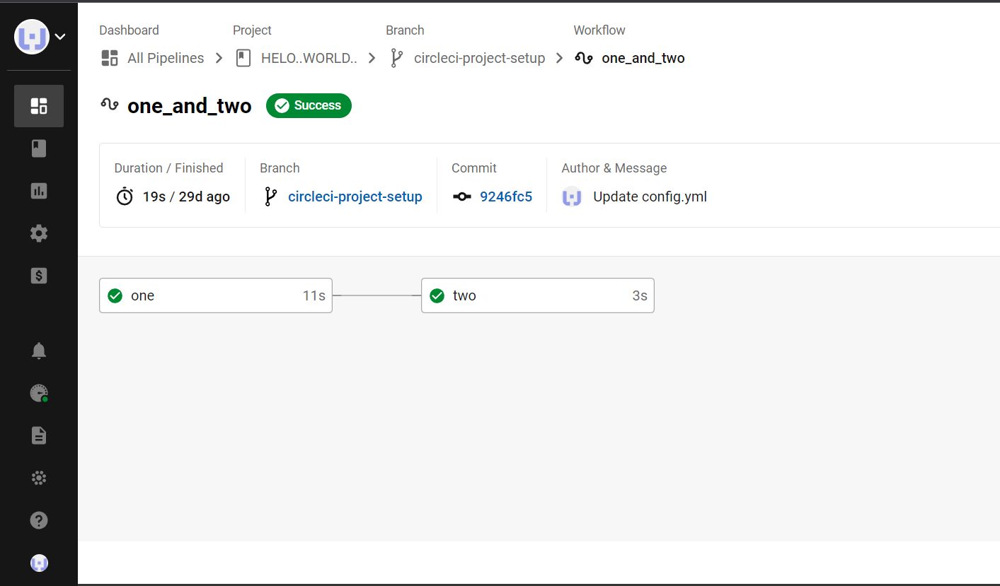 Dashboard Project Branch Workflow
All Pipelines HELO..WORLD.. circleci-project-setup one_and_two
one_and_two Success
Duration / Finished Branch Commit Author & Message
19s / 29d ago circleci-project-setup 9246fc5 Update config.yml
one 11s two 3s